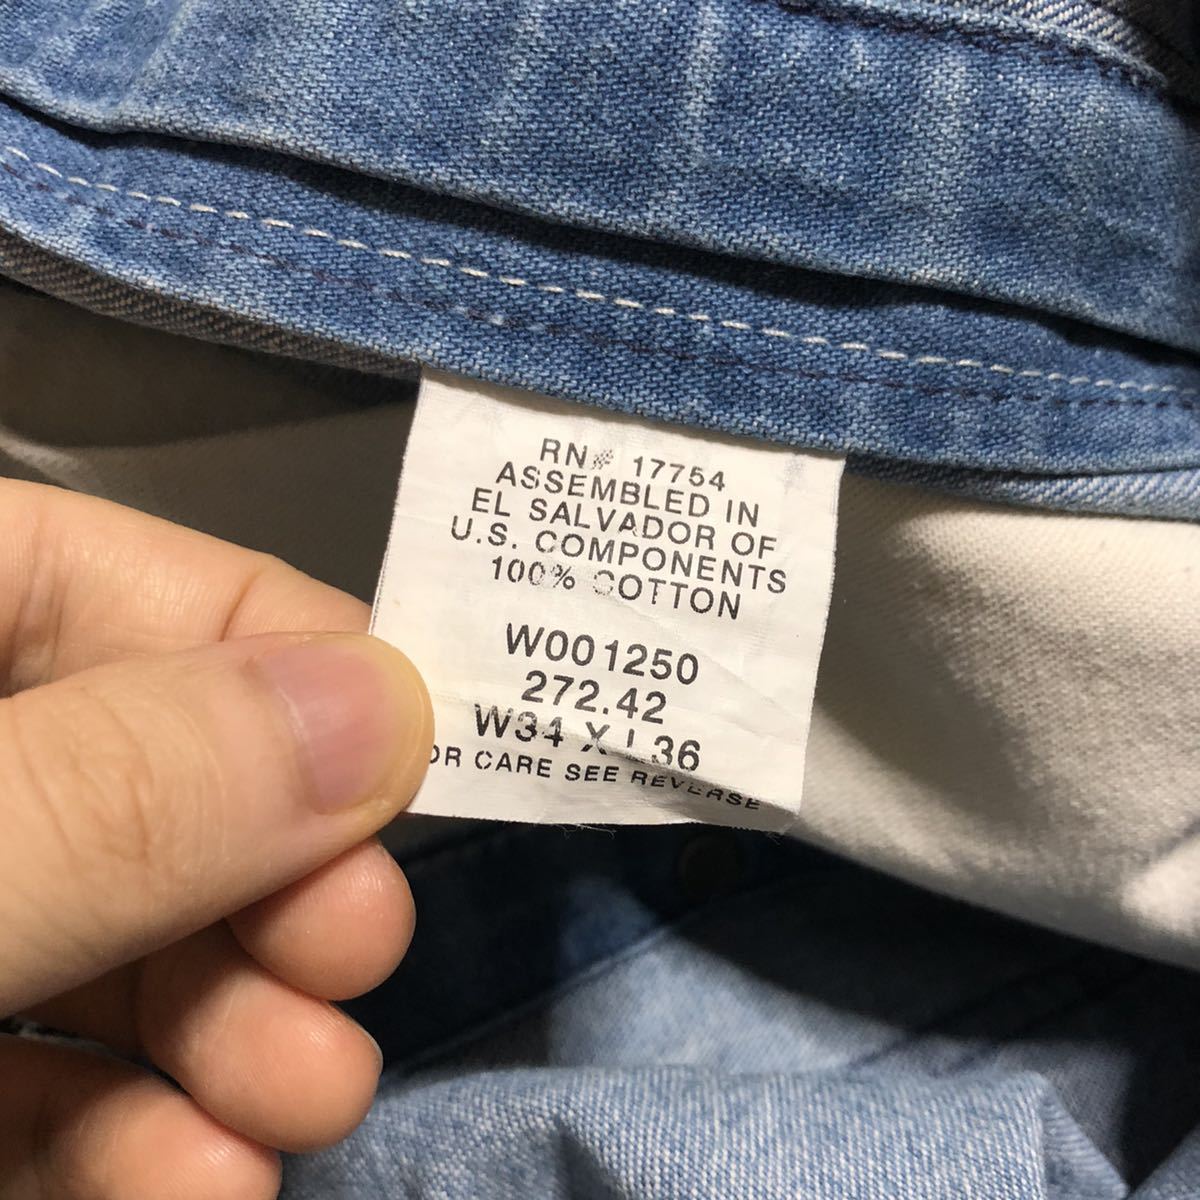 RN# 17754
ASSEMBLED IN
EL SALVADOR OF
U.S. COMPONENTS
100% COTTON
W001250
272.42
W34 X L36
OR CARE SEE REVERSE